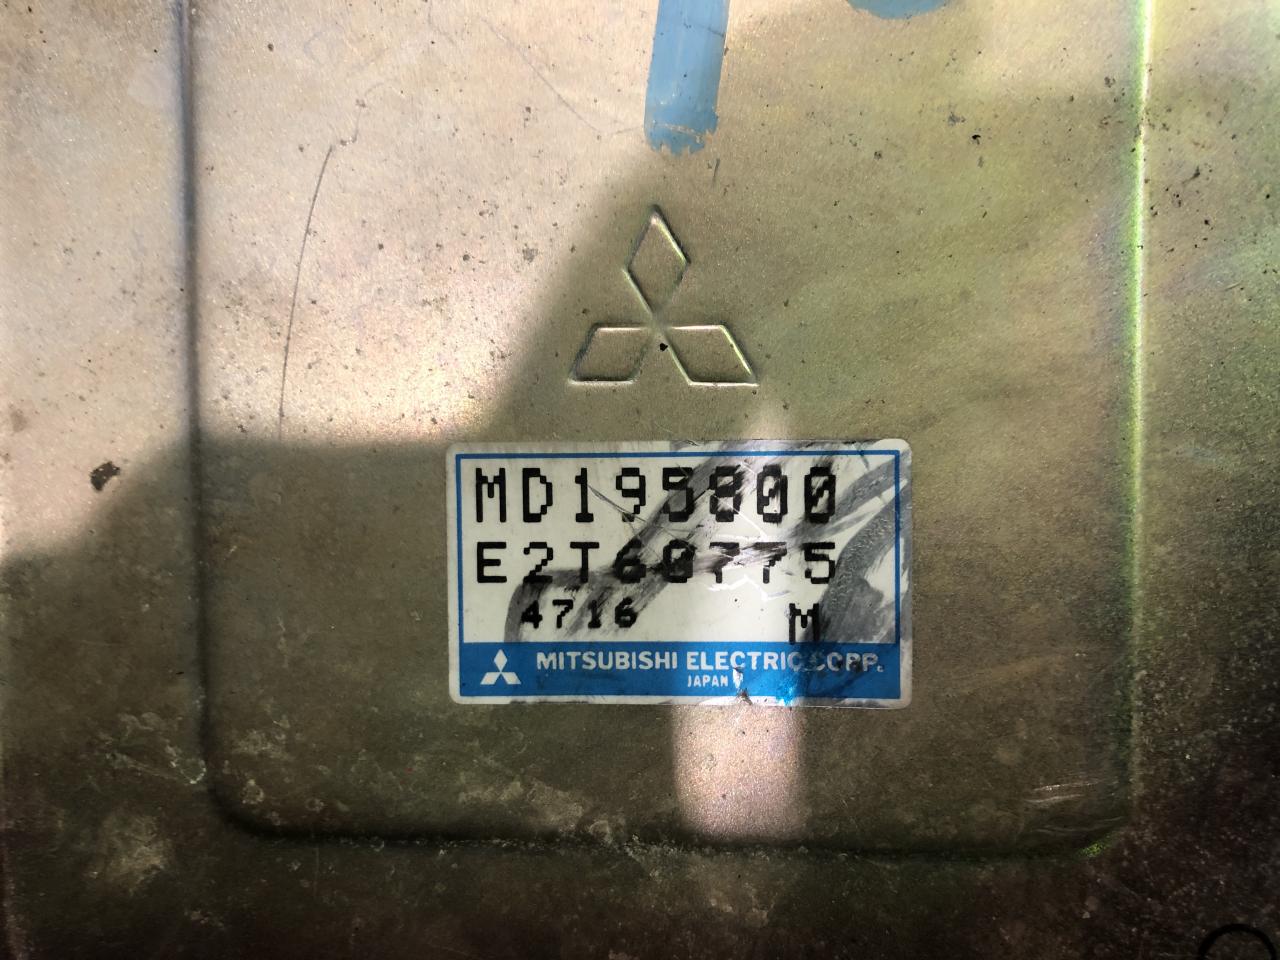 MD195800
E2T60775
4716 M
MITSUBISHI ELECTRIC CORP.
JAPAN